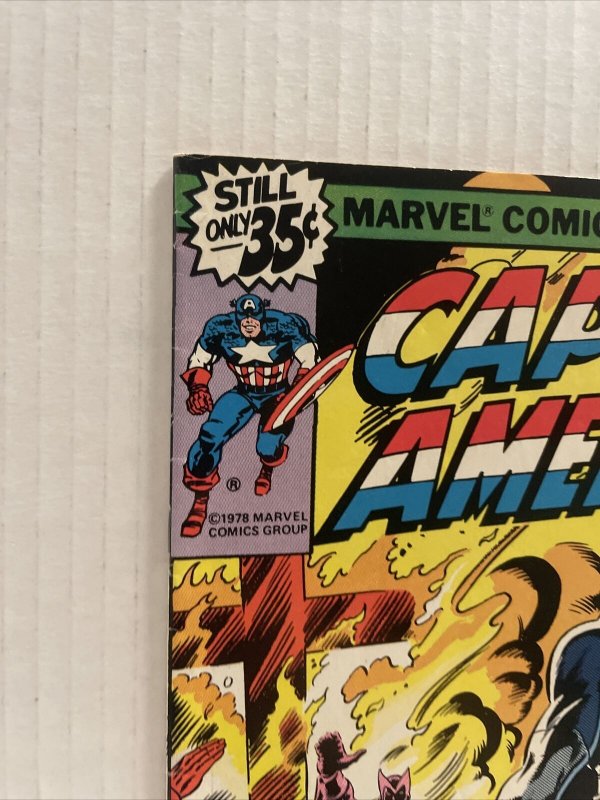 STILL
ONLY 35¢
MARVEL® COMIC
CAP
AME
®
©1978 MARVEL
COMICS GROUP